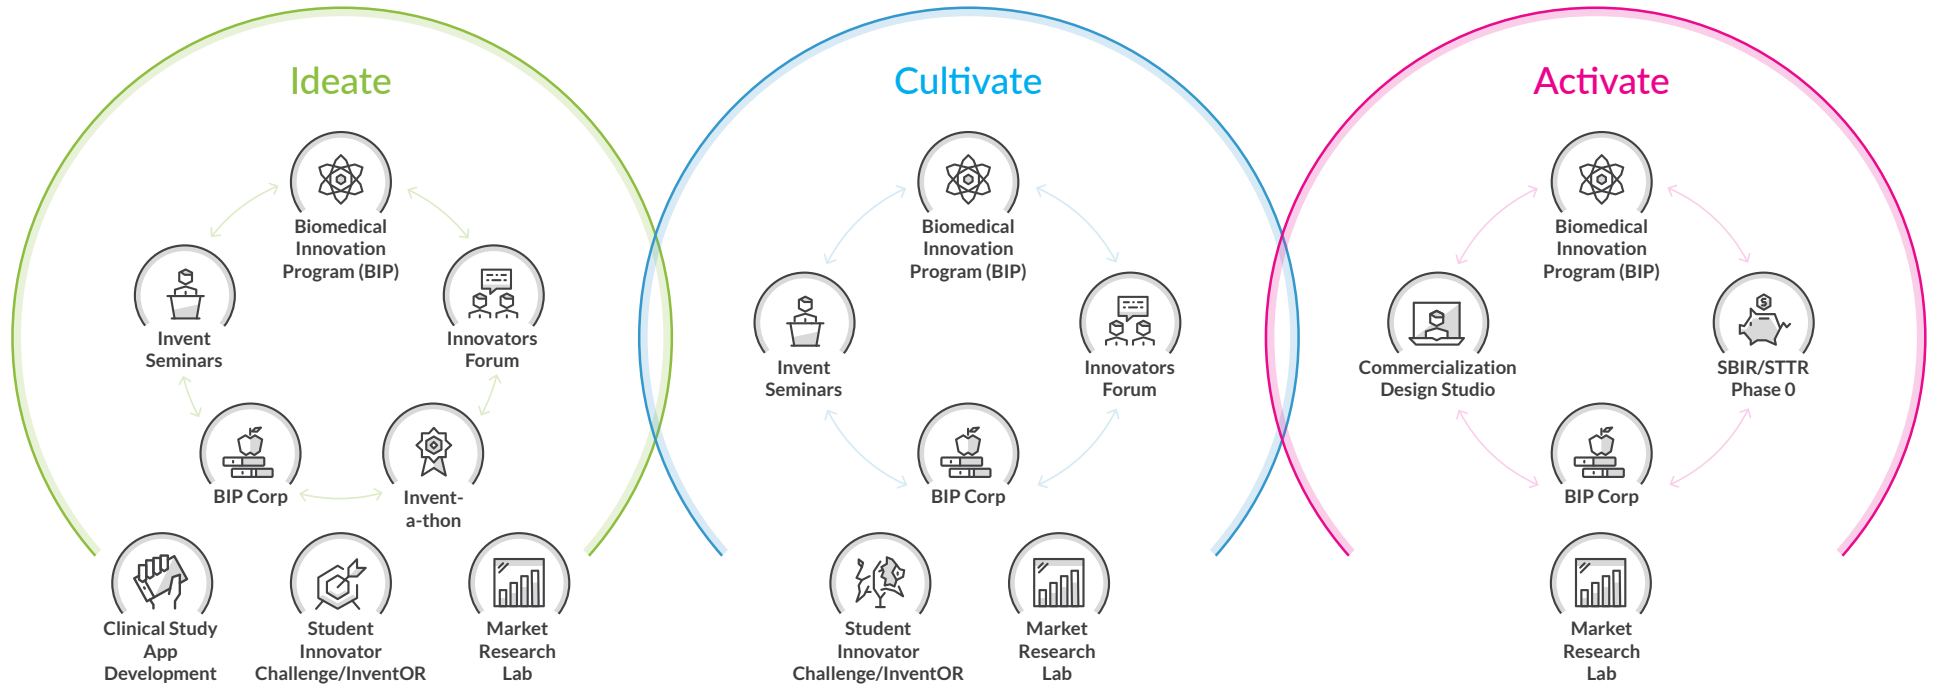 Ideate
Biomedical
Innovation
Program (BIP)
Invent
Seminars
Innovators
Forum
BIP Corp
Invent-
a-thon
Clinical Study
App
Development
Student
Innovator
Challenge/InventOR
Market
Research
Lab
Cultivate
Biomedical
Innovation
Program (BIP)
Invent
Seminars
Innovators
Forum
BIP Corp
Student
Innovator
Challenge/InventOR
Market
Research
Lab
Activate
Biomedical
Innovation
Program (BIP)
Commercialization
Design Studio
$
SBIR/STTR
Phase 0
BIP Corp
Market
Research
Lab